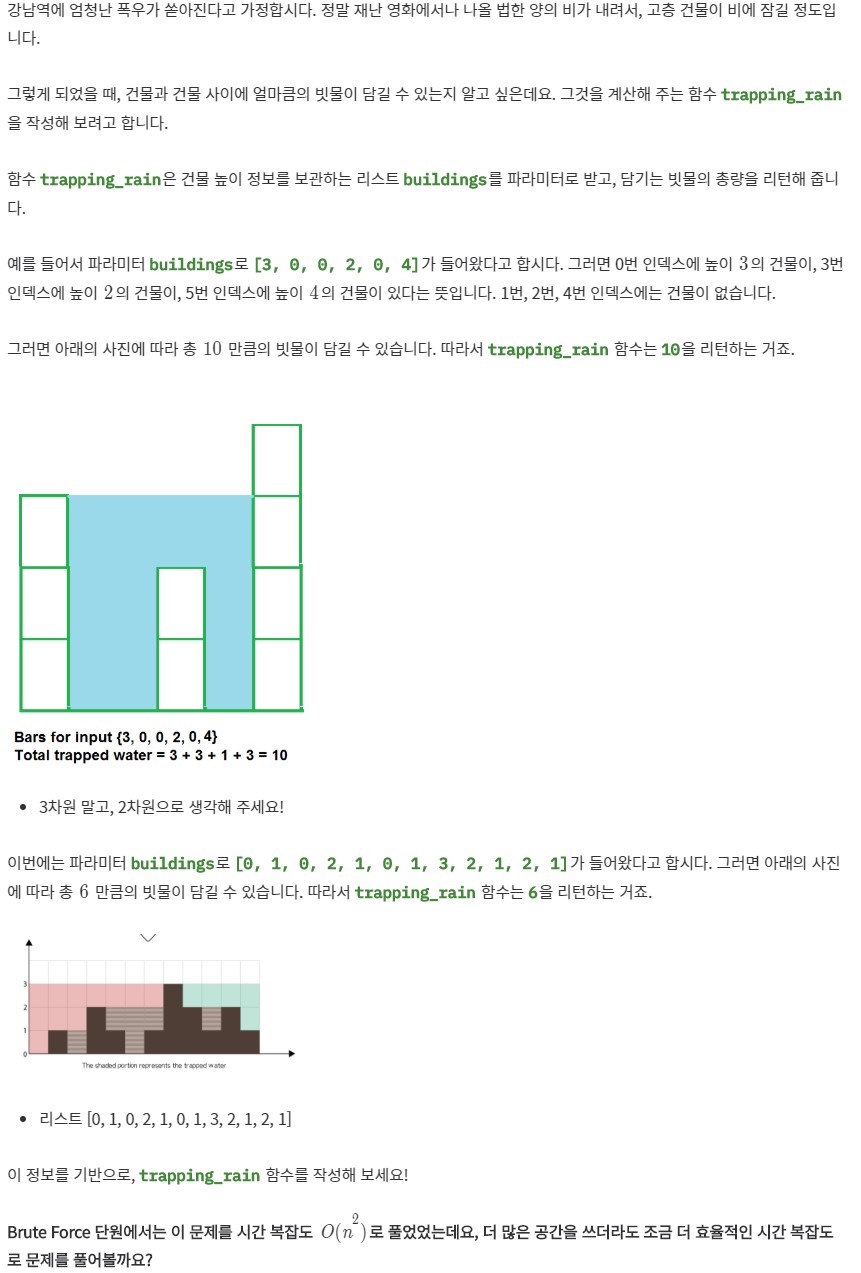 강남역에 엄청난 폭우가 쏟아진다고 가정합시다. 정말 재난 영화에서나 나올 법한 양의 비가 내려서, 고층 건물이 비에 잠길 정도입
니다.
그렇게 되었을 때, 건물과 건물 사이에 얼마큼의 빗물이 담길 수 있는지 알고 싶은데요. 그것을 계산해 주는 함수 trapping_rain
을 작성해 보려고 합니다.
함수 trapping_rain은 건물 높이 정보를 보관하는 리스트 buildings를 파라미터로 받고, 담기는 빗물의 총량을 리턴해 줍니
다.
예를 들어서 파라미터 buildings로 [3, 0, 0, 2, 0, 4]가 들어왔다고 합시다. 그러면 0번 인덱스에 높이 3의 건물이, 3번
인덱스에 높이 2의 건물이, 5번 인덱스에 높이 4의 건물이 있다는 뜻입니다. 1번, 2번, 4번 인덱스에는 건물이 없습니다.
그러면 아래의 사진에 따라 총 10 만큼의 빗물이 담길 수 있습니다. 따라서 trapping_rain 함수는 10을 리턴하는 거죠.
Bars for input {3, 0, 0, 2, 0, 4}
Total trapped water = 3 + 3 + 1 + 3 = 10
• 3차원 말고, 2차원으로 생각해 주세요!
이번에는 파라미터 buildings로 [0, 1, 0, 2, 1, 0, 1, 3, 2, 1, 2, 1]가 들어왔다고 합시다. 그러면 아래의 사진
에 따라 총 6 만큼의 빗물이 담길 수 있습니다. 따라서 trapping_rain 함수는 6을 리턴하는 거죠.
3
2
1
0
The shaded portion represents the trapped water
• 리스트 [0, 1, 0, 2, 1, 0, 1, 3, 2, 1, 2, 1]
이 정보를 기반으로, trapping_rain 함수를 작성해 보세요!
Brute Force 단원에서는 이 문제를 시간 복잡도 O(n²)로 풀었었는데요, 더 많은 공간을 쓰더라도 조금 더 효율적인 시간 복잡도
로 문제를 풀어볼까요?